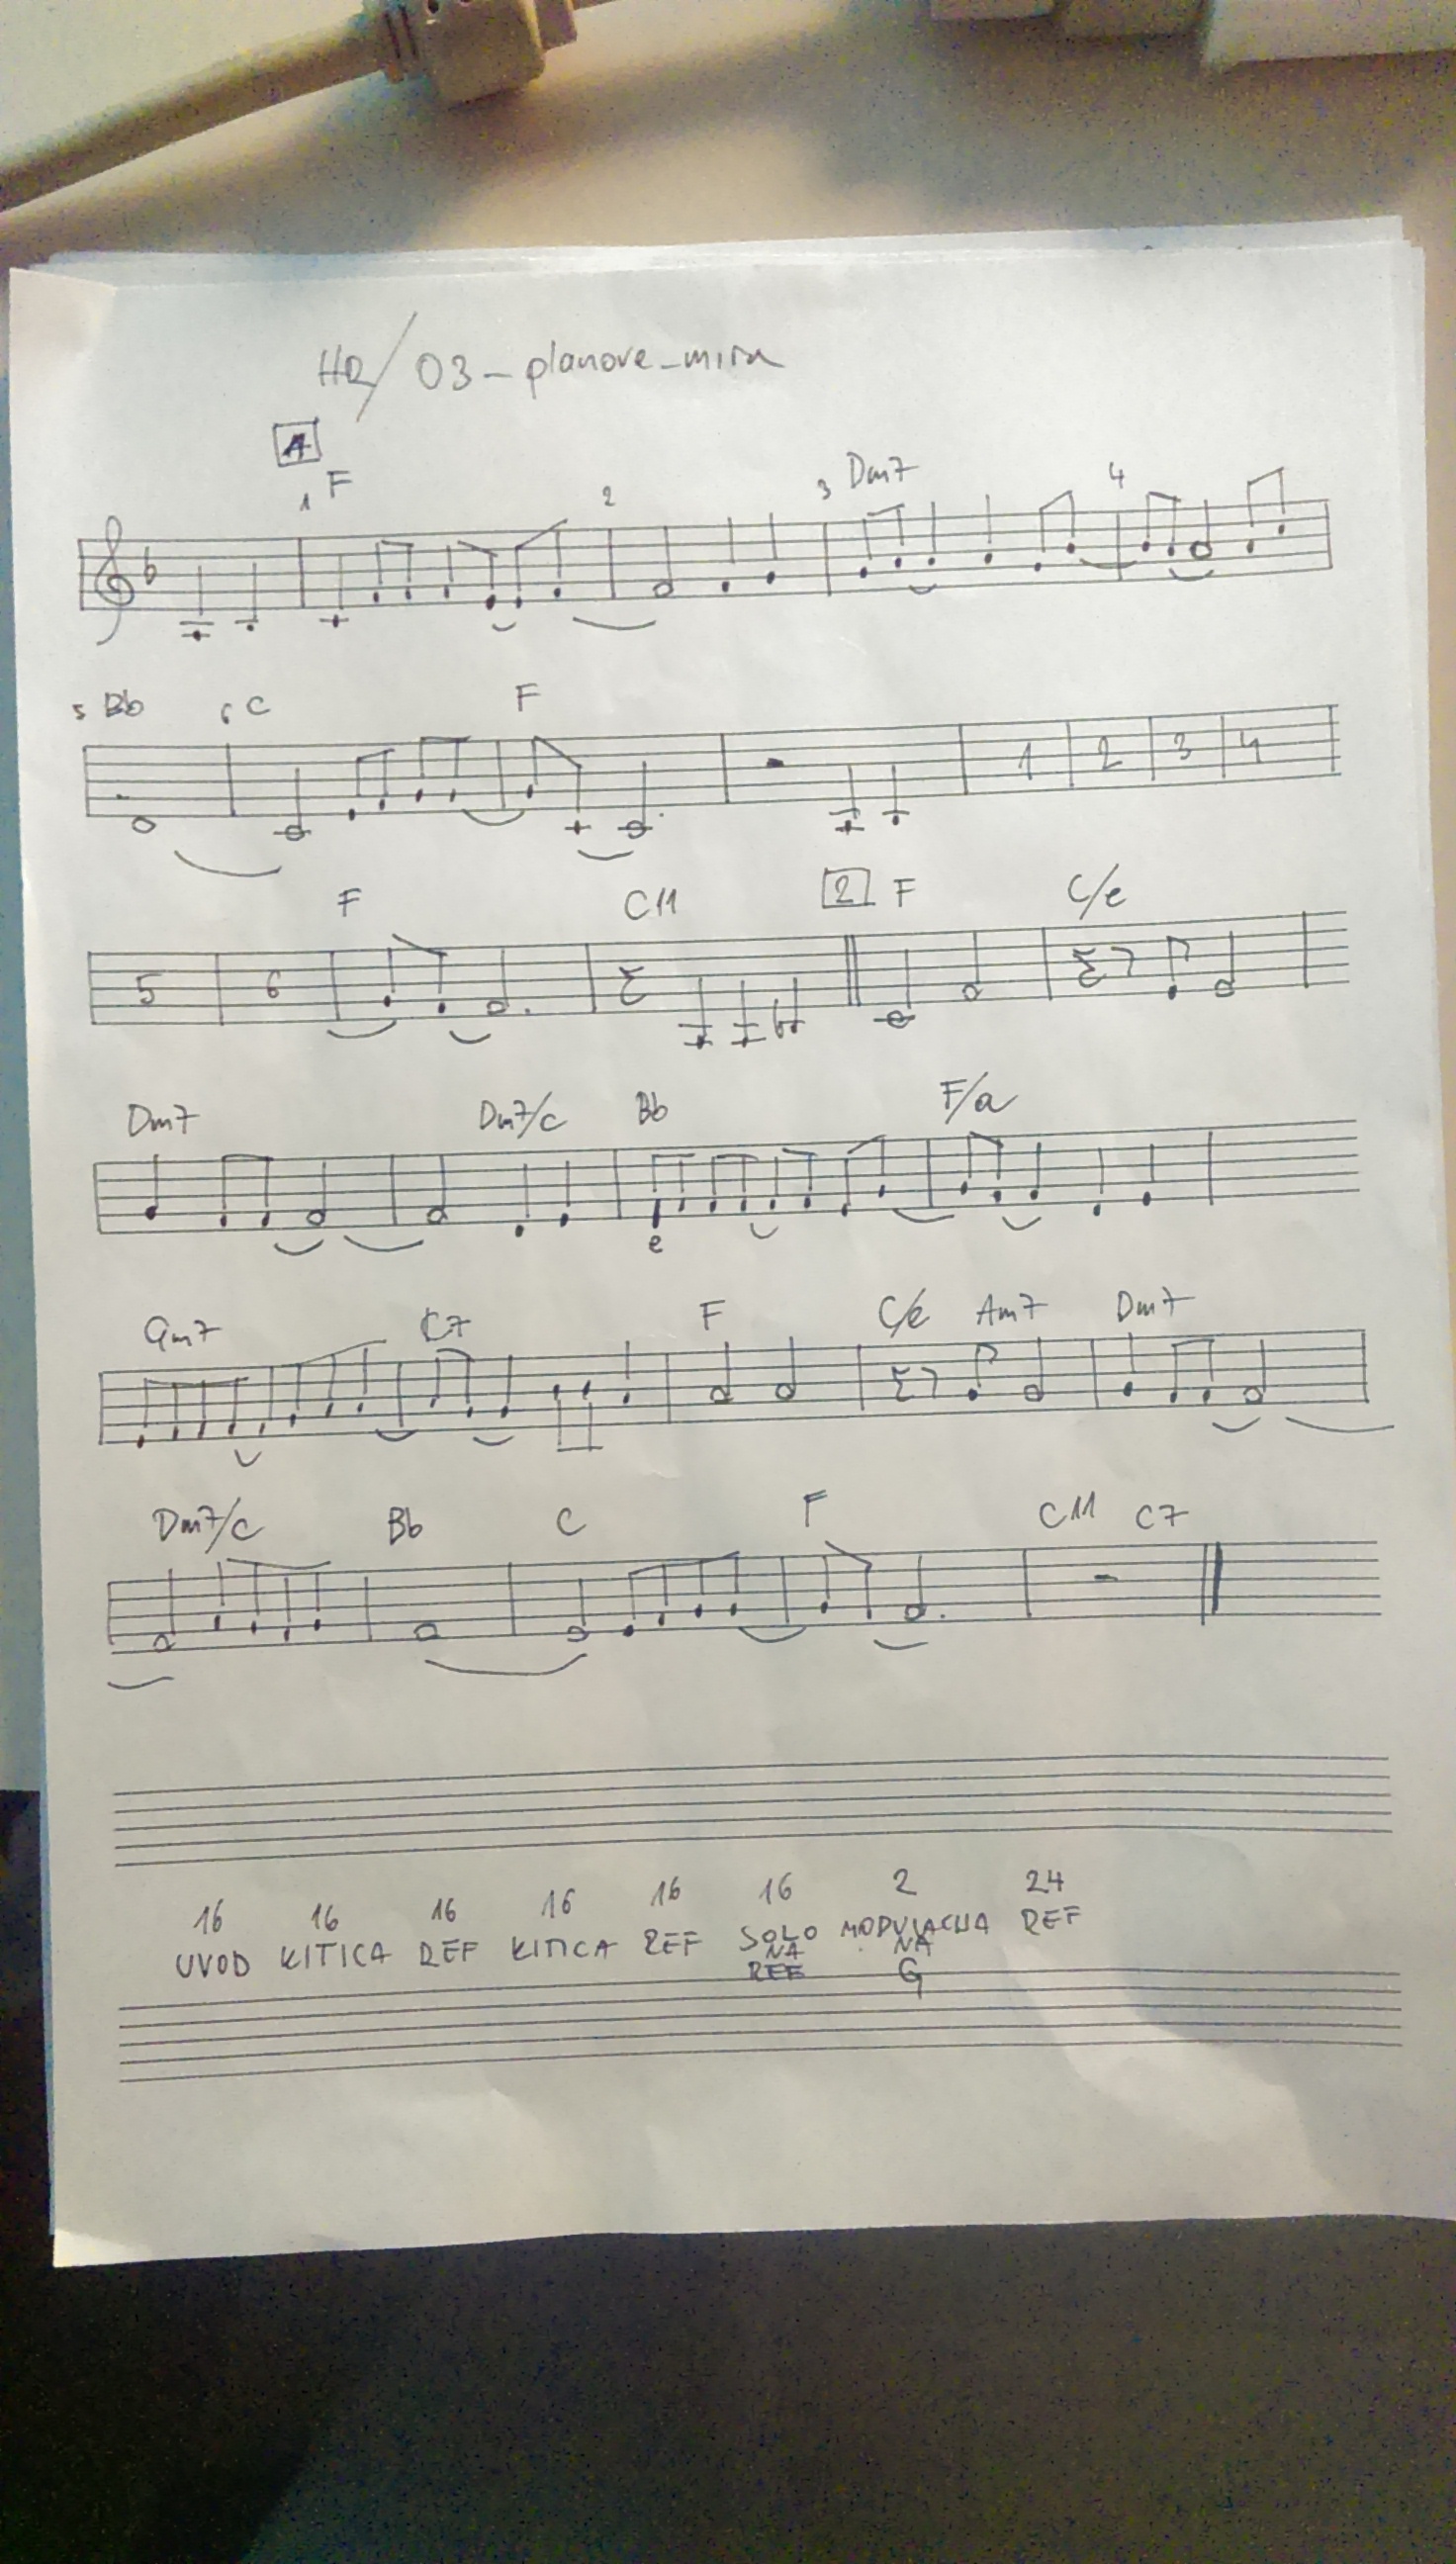 HR/03-planove-mira
A
1 F 2 3 Dm7 4
5 Bb 6 C F
1 2 3 4
F C11 2 F C/e
5 6
Dm7 Dm7/c Bb F/a
e
Gm7 C7 F C/e Am7 Dm7
Dm7/c Bb C F C11 C7
16 16 16 16 16 16 2 24
UVOD KITICA REF KITICA REF SOLO MODULACIJA REF
NA NA
REF G